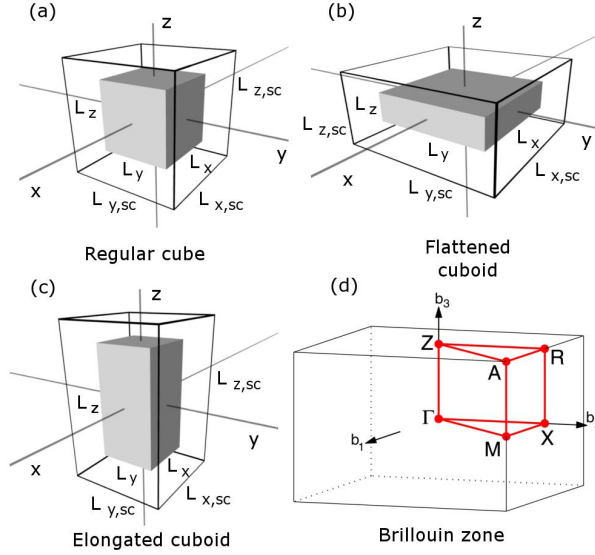 (a)
z
L z
L z,sc
L y
L x
y
x
L y,sc
L x,sc
Regular cube
(b)
z
L z
L z,sc
L y
L x
y
x
L y,sc
L x,sc
Flattened
cuboid
(c)
z
L z
L z,sc
L y
L x
y
x
L y,sc
L x,sc
Elongated cuboid
(d)
b3
Z
R
A
Γ
b1
M
X
b
Brillouin zone